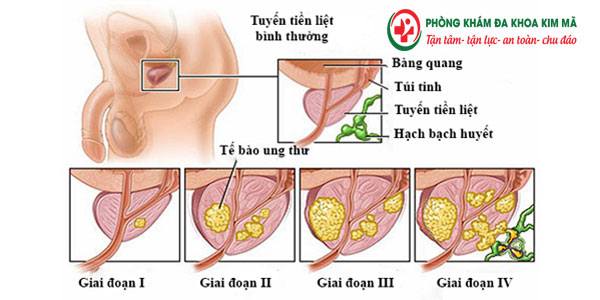 Tuyến tiền liệt
bình thường
PHÒNG KHÁM ĐA KHOA KIM MÃ
Tận tâm- tận lực- an toàn- chu đáo
Bàng quang
Túi tinh
Tuyến tiền liệt
Hạch bạch huyết
Tế bào ung thư
Giai đoạn I
Giai đoạn II
Giai đoạn III
Giai đoạn IV